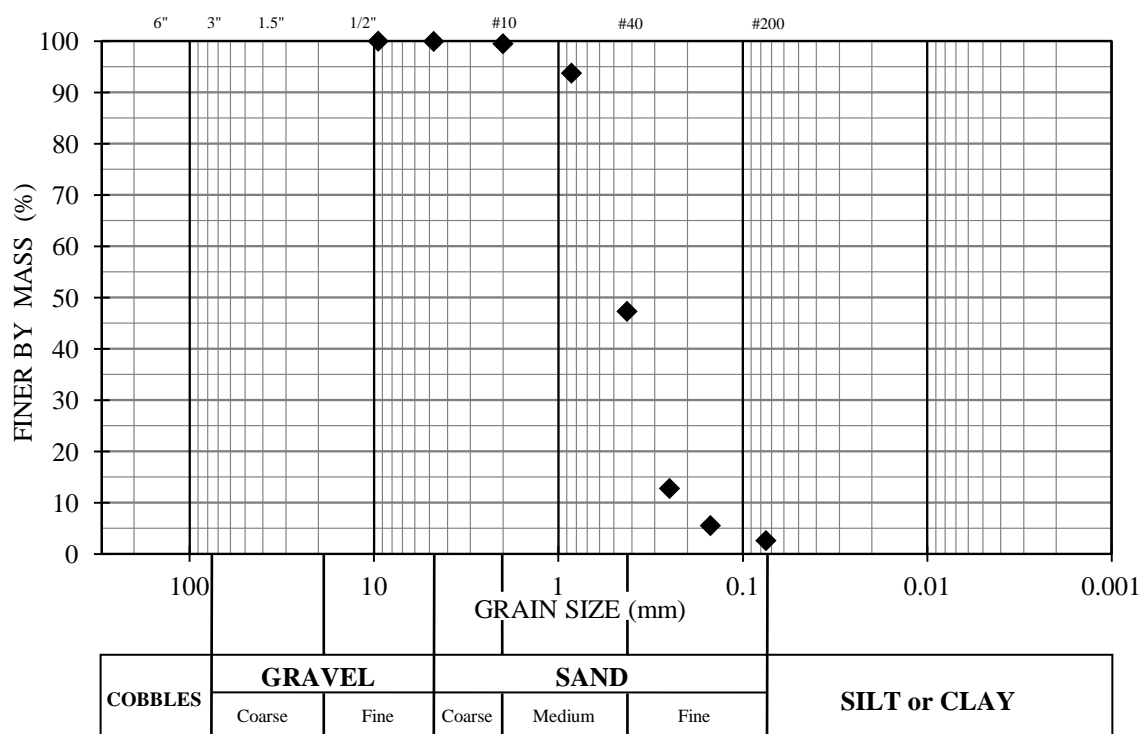 6" 3" 1.5" 1/2" #10 #40 #200
100
90
80
70
60
50
40
30
20
10
0
FINER BY MASS (%)
100 10 1 0.1 0.01 0.001
GRAIN SIZE (mm)
COBBLES GRAVEL SAND SILT or CLAY
Coarse Fine Coarse Medium Fine